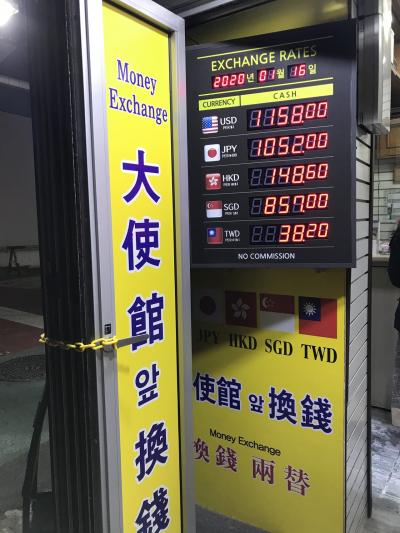 Money
Exchange
大使館 앞 換錢
EXCHANGE RATES
2020년 01월 16일
CURRENCY CASH
USD 1158.00
JPY 1052.00
HKD 148.60
SGD 857.00
TWD 38.20
NO COMMISSION
JPY HKD SGD TWD
使館 앞 換錢
Money Exchange
換錢 兩替